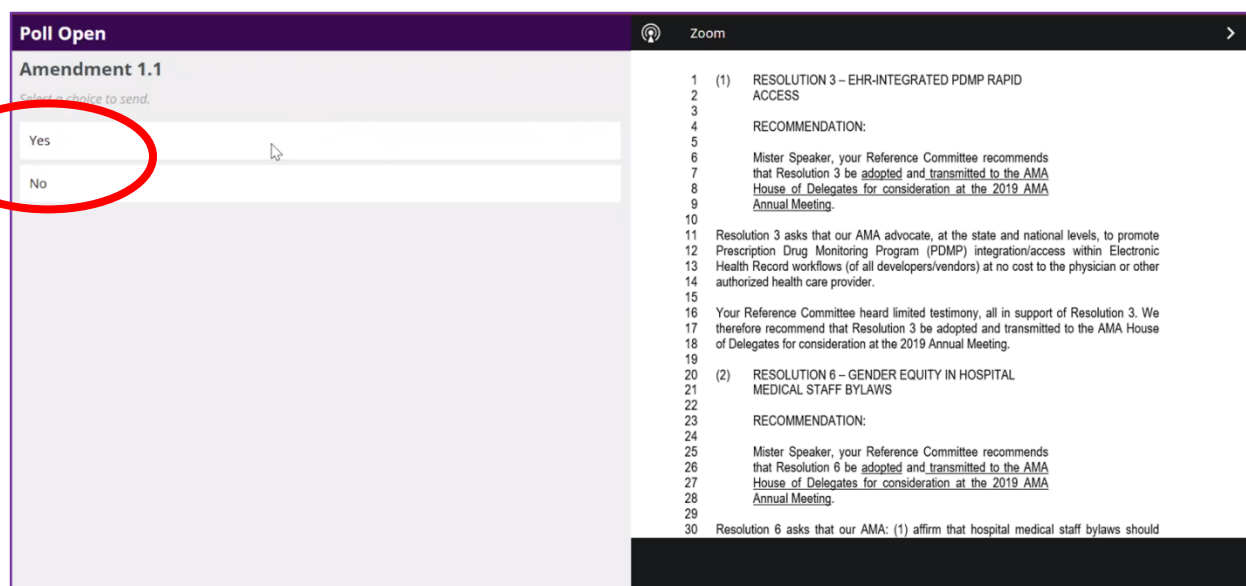 Poll Open
Amendment 1.1
Select a choice to send.
Yes
No
Zoom
1 (1) RESOLUTION 3 – EHR-INTEGRATED PDMP RAPID
2 ACCESS
3
4 RECOMMENDATION:
5
6 Mister Speaker, your Reference Committee recommends
7 that Resolution 3 be adopted and transmitted to the AMA
8 House of Delegates for consideration at the 2019 AMA
9 Annual Meeting.
10
11 Resolution 3 asks that our AMA advocate, at the state and national levels, to promote
12 Prescription Drug Monitoring Program (PDMP) integration/access within Electronic
13 Health Record workflows (of all developers/vendors) at no cost to the physician or other
14 authorized health care provider.
15
16 Your Reference Committee heard limited testimony, all in support of Resolution 3. We
17 therefore recommend that Resolution 3 be adopted and transmitted to the AMA House
18 of Delegates for consideration at the 2019 Annual Meeting.
19
20 (2) RESOLUTION 6 – GENDER EQUITY IN HOSPITAL
21 MEDICAL STAFF BYLAWS
22
23 RECOMMENDATION:
24
25 Mister Speaker, your Reference Committee recommends
26 that Resolution 6 be adopted and transmitted to the AMA
27 House of Delegates for consideration at the 2019 AMA
28 Annual Meeting.
29
30 Resolution 6 asks that our AMA: (1) affirm that hospital medical staff bylaws should